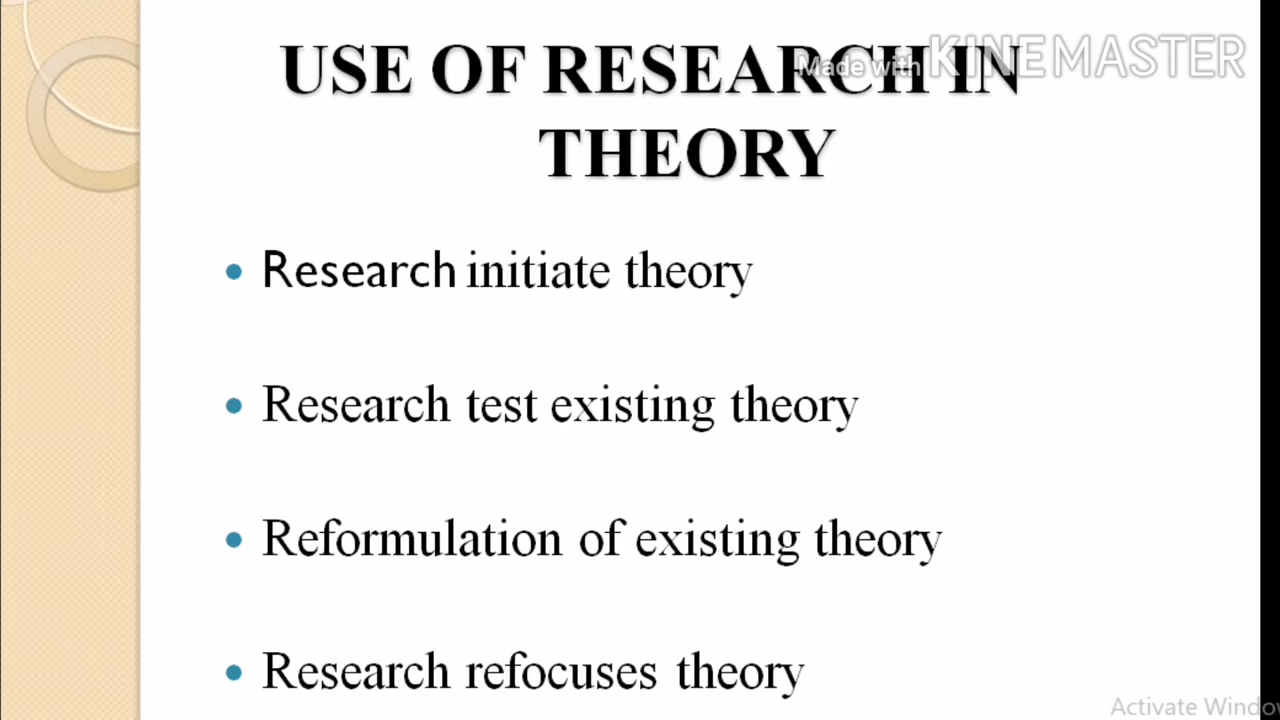 USE OF RESEARCH IN
THEORY
Made with KINEMASTER
• Research initiate theory
• Research test existing theory
• Reformulation of existing theory
• Research refocuses theory
Activate Window